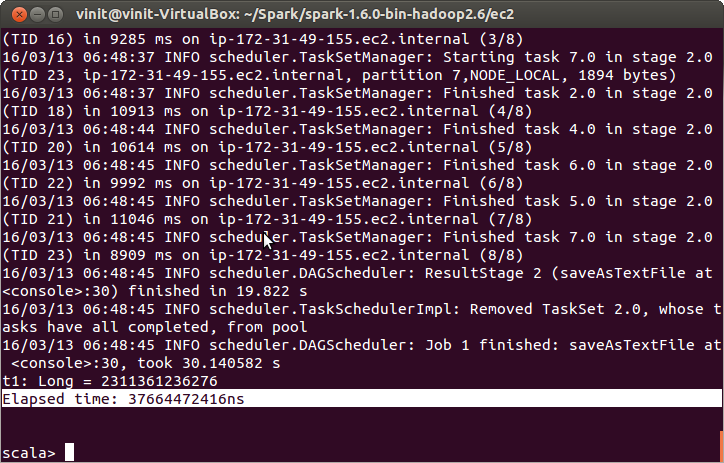 vinit@vinit-VirtualBox: ~/Spark/spark-1.6.0-bin-hadoop2.6/ec2
(TID 16) in 9285 ms on ip-172-31-49-155.ec2.internal (3/8)
16/03/13 06:48:37 INFO scheduler.TaskSetManager: Starting task 7.0 in stage 2.0
(TID 23, ip-172-31-49-155.ec2.internal, partition 7,NODE_LOCAL, 1894 bytes)
16/03/13 06:48:37 INFO scheduler.TaskSetManager: Finished task 2.0 in stage 2.0
(TID 18) in 10913 ms on ip-172-31-49-155.ec2.internal (4/8)
16/03/13 06:48:44 INFO scheduler.TaskSetManager: Finished task 4.0 in stage 2.0
(TID 20) in 10614 ms on ip-172-31-49-155.ec2.internal (5/8)
16/03/13 06:48:45 INFO scheduler.TaskSetManager: Finished task 6.0 in stage 2.0
(TID 22) in 9992 ms on ip-172-31-49-155.ec2.internal (6/8)
16/03/13 06:48:45 INFO scheduler.TaskSetManager: Finished task 5.0 in stage 2.0
(TID 21) in 11046 ms on ip-172-31-49-155.ec2.internal (7/8)
16/03/13 06:48:45 INFO scheduler.TaskSetManager: Finished task 7.0 in stage 2.0
(TID 23) in 8909 ms on ip-172-31-49-155.ec2.internal (8/8)
16/03/13 06:48:45 INFO scheduler.DAGScheduler: ResultStage 2 (saveAsTextFile at
<console>:30) finished in 19.822 s
16/03/13 06:48:45 INFO scheduler.TaskSchedulerImpl: Removed TaskSet 2.0, whose t
asks have all completed, from pool
16/03/13 06:48:45 INFO scheduler.DAGScheduler: Job 1 finished: saveAsTextFile at
 <console>:30, took 30.140582 s
t1: Long = 2311361236276
Elapsed time: 37664472416ns
scala>